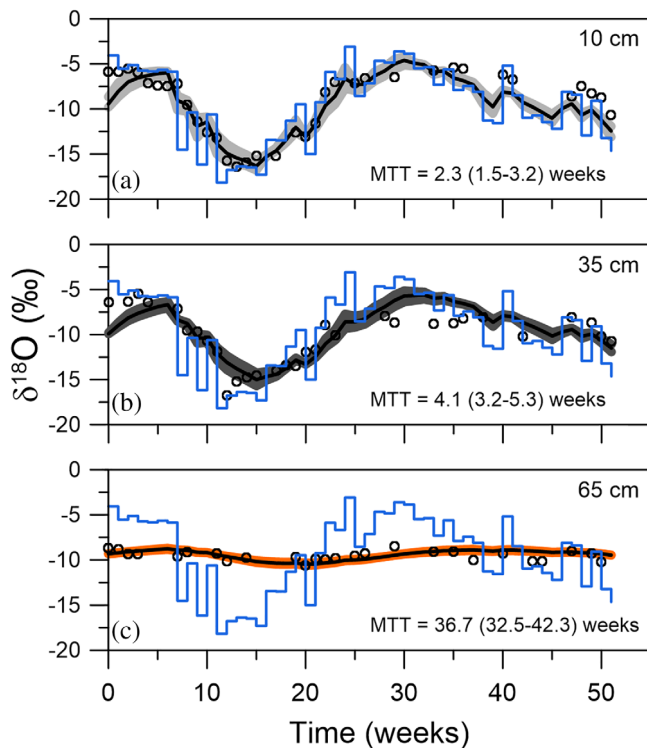 0
-5
-10
-15
-20
10 cm
(a)
MTT = 2.3 (1.5-3.2) weeks
0
-5
-10
-15
-20
35 cm
(b)
MTT = 4.1 (3.2-5.3) weeks
δ¹⁸O (‰)
0
-5
-10
-15
-20
65 cm
(c)
MTT = 36.7 (32.5-42.3) weeks
0 10 20 30 40 50
Time (weeks)